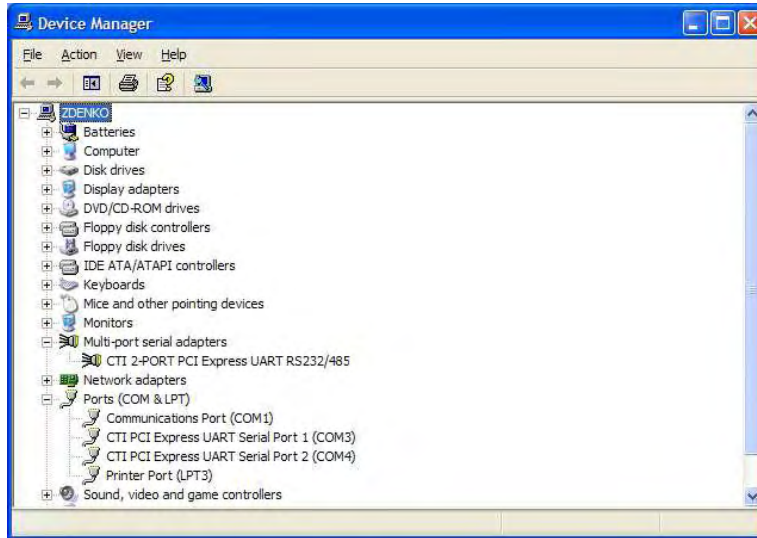 Device Manager
File Action View Help
ZDENKO
Batteries
Computer
Disk drives
Display adapters
DVD/CD-ROM drives
Floppy disk controllers
Floppy disk drives
IDE ATA/ATAPI controllers
Keyboards
Mice and other pointing devices
Monitors
Multi-port serial adapters
CTI 2-PORT PCI Express UART RS232/485
Network adapters
Ports (COM & LPT)
Communications Port (COM1)
CTI PCI Express UART Serial Port 1 (COM3)
CTI PCI Express UART Serial Port 2 (COM4)
Printer Port (LPT3)
Sound, video and game controllers